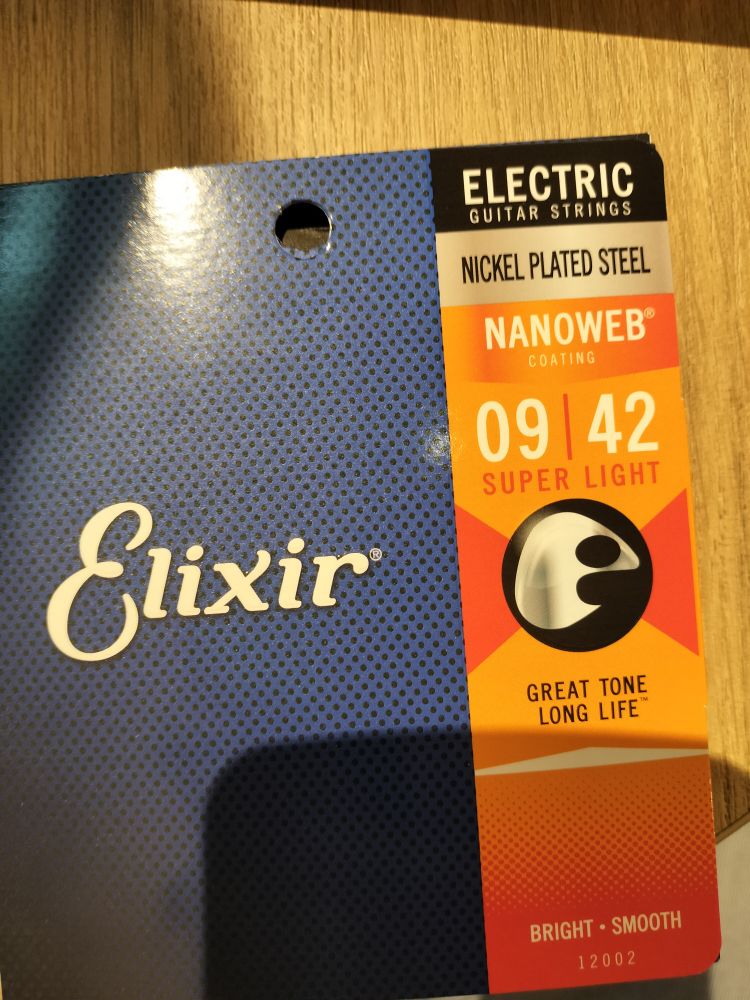 ELECTRIC
GUITAR STRINGS
NICKEL PLATED STEEL
NANOWEB®
COATING
09|42
SUPER LIGHT
Elixir®
GREAT TONE
LONG LIFE™
BRIGHT • SMOOTH
12002